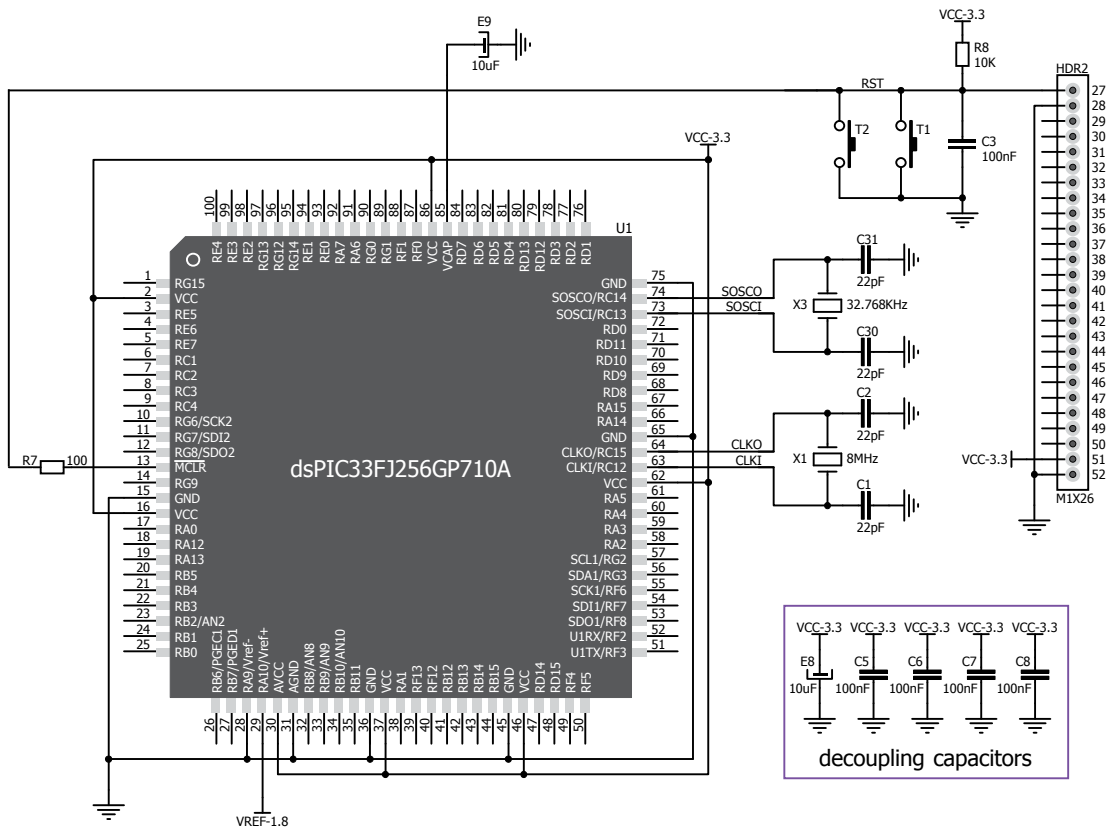 E9
10uF
VCC-3.3
R8
10K
HDR2
RST
T2
T1
C3
100nF
27
28
29
30
31
32
33
34
35
36
37
38
39
40
41
42
43
44
45
46
47
48
49
50
51
52
VCC-3.3
M1X26
VCC-3.3
100
99
98
97
96
95
94
93
92
91
90
89
88
87
86
85
84
83
82
81
80
79
78
77
76
U1
RE4
RE3
RE2
RG13
RG12
RG14
RE1
RE0
RA7
RA6
RG0
RG1
RF1
RF0
VCC
VCAP
RD7
RD6
RD5
RD4
RD13
RD12
RD3
RD2
RD1
1 RG15
2 VCC
3 RE5
4 RE6
5 RE7
6 RC1
7 RC2
8 RC3
9 RC4
10 RG6/SCK2
11 RG7/SDI2
12 RG8/SDO2
R7 100 13 MCLR
14 RG9
15 GND
16 VCC
17 RA0
18 RA12
19 RA13
20 RB5
21 RB4
22 RB3
23 RB2/AN2
24 RB1
25 RB0
dsPIC33FJ256GP710A
GND 75
SOSCO/RC14 74 SOSCO
SOSCI/RC13 73 SOSCI
RD0 72
RD11 71
RD10 70
RD9 69
RD8 68
RA15 67
RA14 66
GND 65
CLKO/RC15 64 CLKO
CLKI/RC12 63 CLKI
VCC 62
RA5 61
RA4 60
RA3 59
RA2 58
SCL1/RG2 57
SDA1/RG3 56
SCK1/RF6 55
SDI1/RF7 54
SDO1/RF8 53
U1RX/RF2 52
U1TX/RF3 51
C31
22pF
X3 32.768KHz
C30
22pF
C2
22pF
X1 8MHz
C1
22pF
RB6/PGEC1
RB7/PGED1
RA9/Vref-
RA10/Vref+
AVCC
AGND
RB8/AN8
RB9/AN9
RB10/AN10
RB11
GND
VCC
RA1
RF13
RF12
RB12
RB13
RB14
RB15
GND
VCC
RD14
RD15
RF4
RF5
26
27
28
29
30
31
32
33
34
35
36
37
38
39
40
41
42
43
44
45
46
47
48
49
50
VREF-1.8
VCC-3.3 VCC-3.3 VCC-3.3 VCC-3.3 VCC-3.3
E8 C5 C6 C7 C8
10uF 100nF 100nF 100nF 100nF
decoupling capacitors